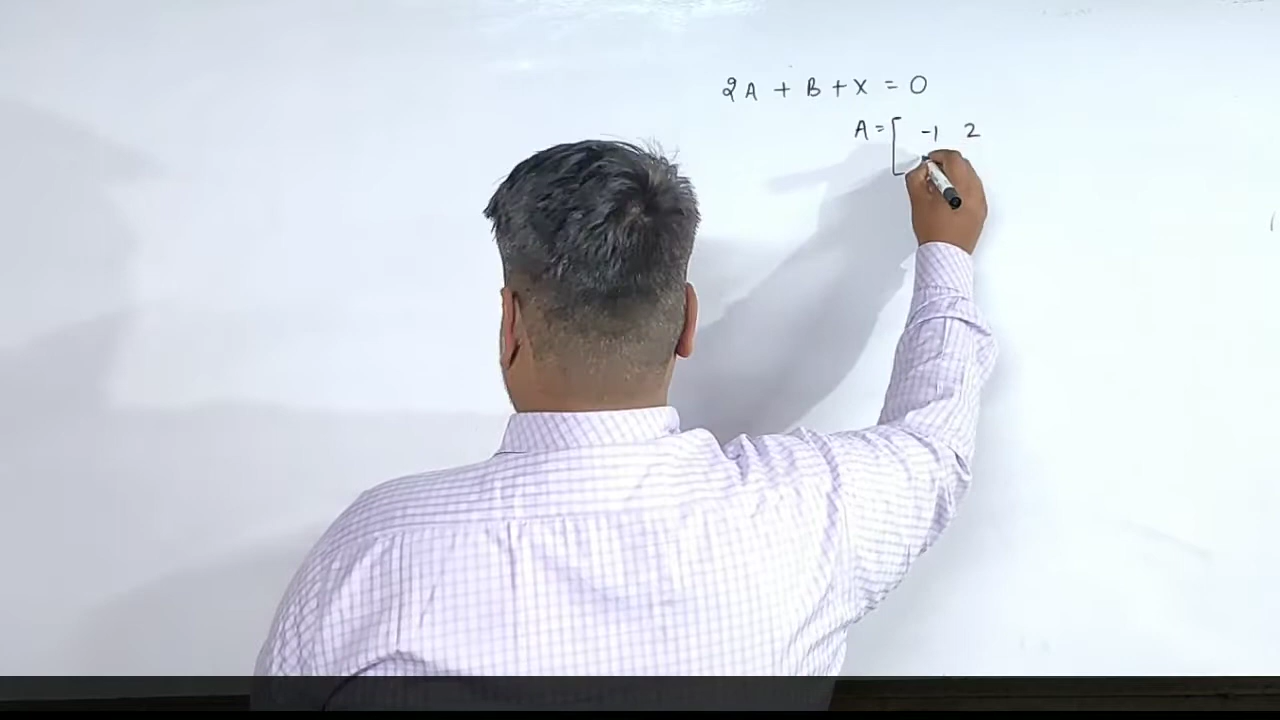 2A + B + X = 0
A = [ -1 2